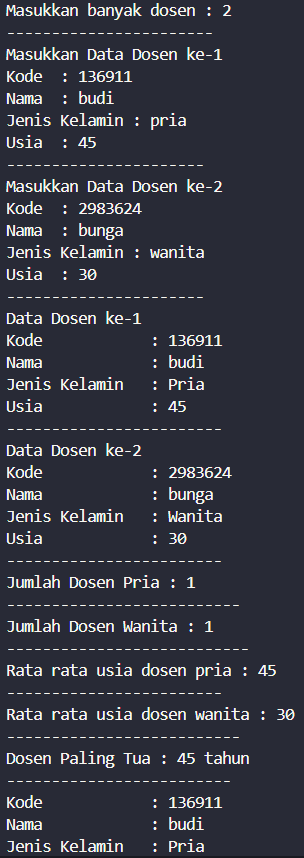 Masukkan banyak dosen : 2
-----------------------
Masukkan Data Dosen ke-1
Kode  : 136911
Nama  : budi
Jenis Kelamin : pria
Usia  : 45
----------------------
Masukkan Data Dosen ke-2
Kode  : 2983624
Nama  : bunga
Jenis Kelamin : wanita
Usia  : 30
----------------------
Data Dosen ke-1
Kode            : 136911
Nama            : budi
Jenis Kelamin   : Pria
Usia            : 45
------------------------
Data Dosen ke-2
Kode            : 2983624
Nama            : bunga
Jenis Kelamin   : Wanita
Usia            : 30
------------------------
Jumlah Dosen Pria : 1
--------------------------
Jumlah Dosen Wanita : 1
---------------------------
Rata rata usia dosen pria : 45
------------------------
Rata rata usia dosen wanita : 30
--------------------------
Dosen Paling Tua : 45 tahun
-------------------------
Kode            : 136911
Nama            : budi
Jenis Kelamin   : Pria